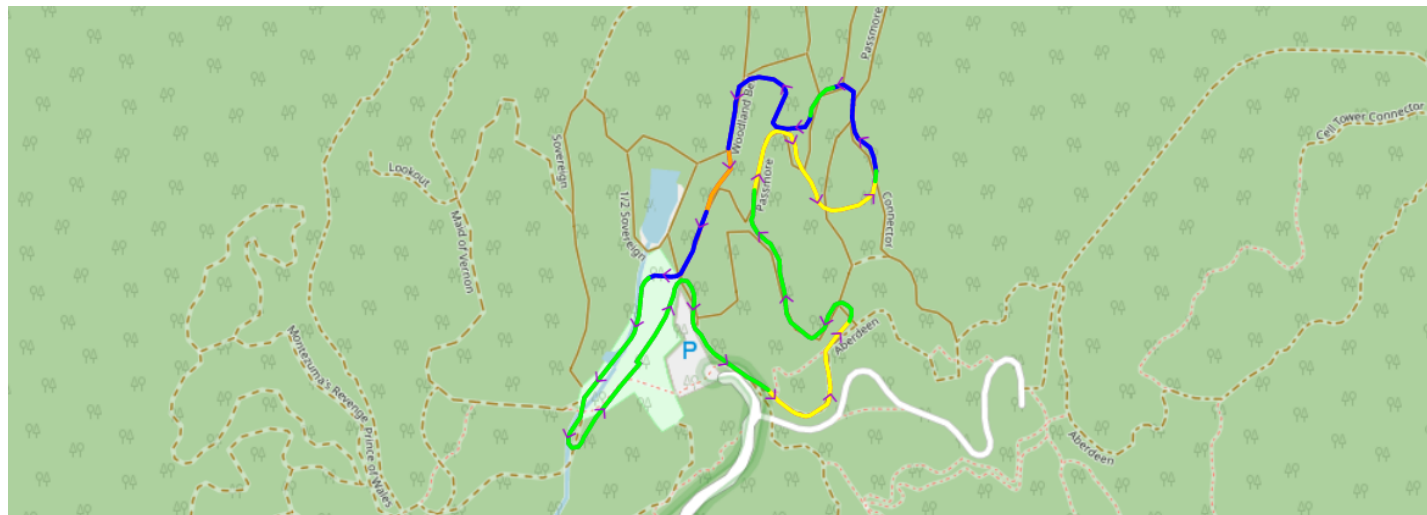 Passmore
Cell Tower Connector
Woodland Be
Sovereign
Lookout
Passmore
1/2 Sovereign
Connector
Maid of Vernon
Aberdeen
P
Montezuma's Revenge
Prince of Wales
Aberdeen